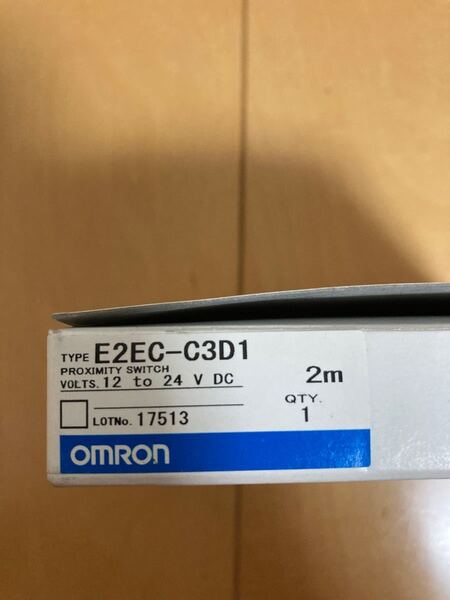 TYPE E2EC-C3D1
PROXIMITY SWITCH
VOLTS. 12 to 24 V DC 2m
QTY.
LOTNo. 17513 1
OMRON